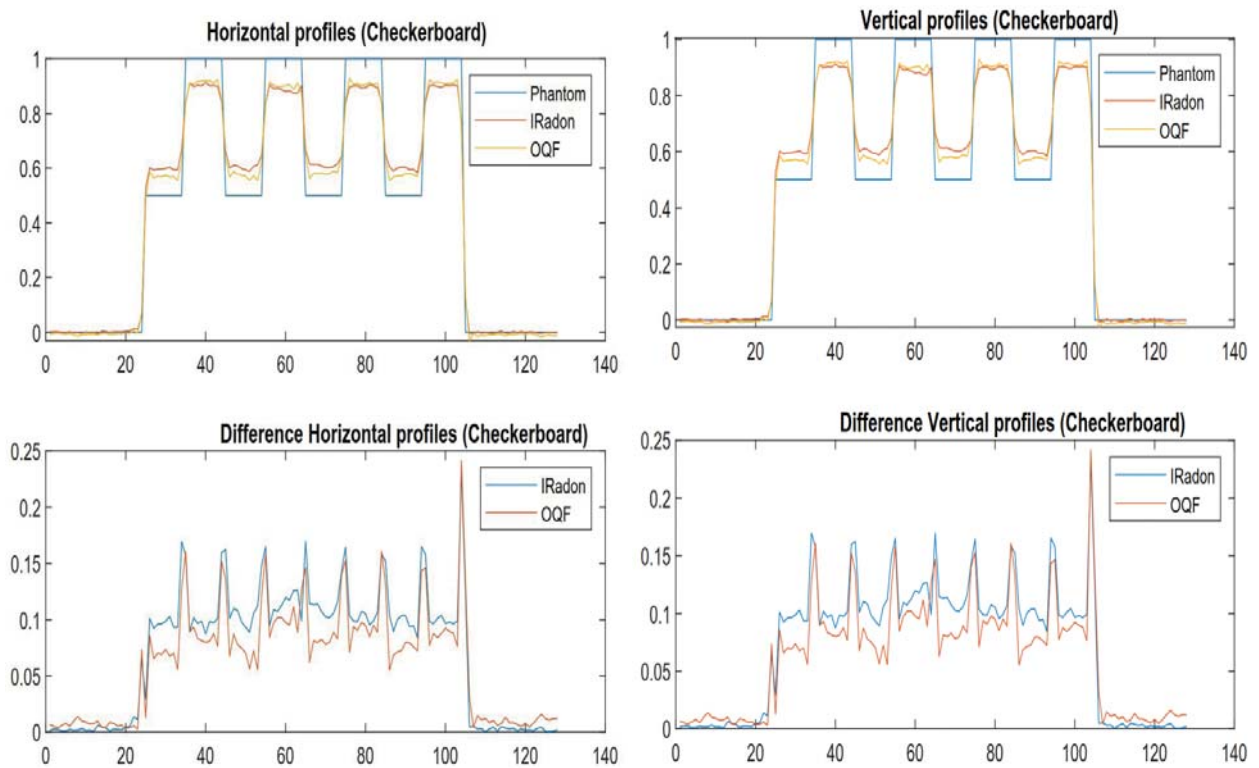 Horizontal profiles (Checkerboard)
1
0.8
0.6
0.4
0.2
0
0 20 40 60 80 100 120 140
Phantom
IRadon
OQF
Vertical profiles (Checkerboard)
1
0.8
0.6
0.4
0.2
0
0 20 40 60 80 100 120 140
Phantom
IRadon
OQF
Difference Horizontal profiles (Checkerboard)
0.25
0.2
0.15
0.1
0.05
0
0 20 40 60 80 100 120 140
IRadon
OQF
Difference Vertical profiles (Checkerboard)
0.25
0.2
0.15
0.1
0.05
0
0 20 40 60 80 100 120 140
IRadon
OQF